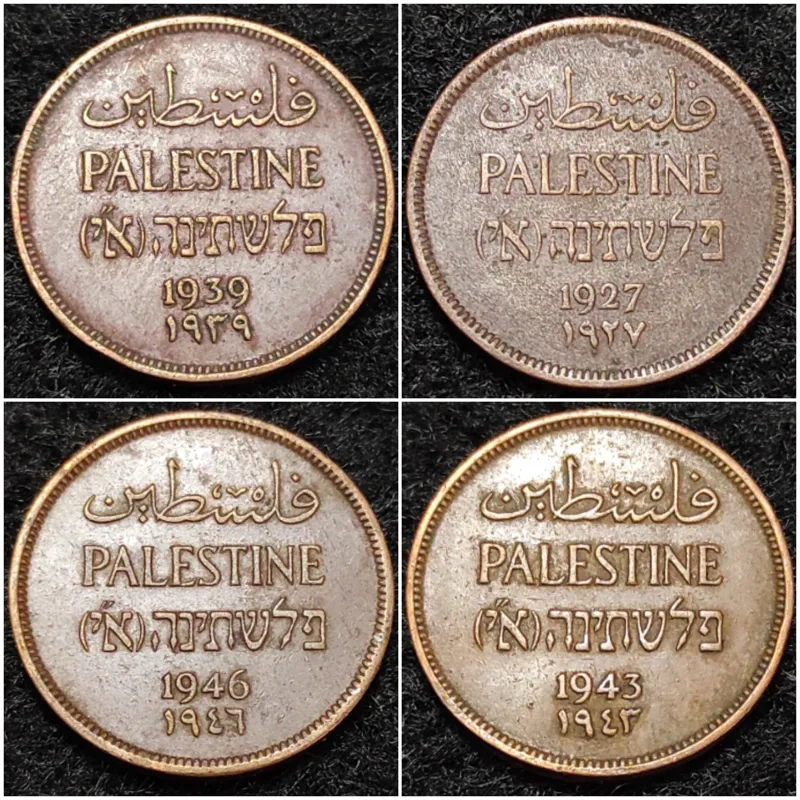 فلسطين
PALESTINE
פלשתינה (א״י)
1939
١٩٣٩
فلسطين
PALESTINE
פלשתינה (א״י)
1927
١٩٢٧
فلسطين
PALESTINE
פלשתינה (א״י)
1946
١٩٤٦
فلسطين
PALESTINE
פלשתינה (א״י)
1943
١٩٤٣